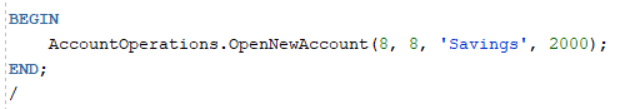 BEGIN
    AccountOperations.OpenNewAccount(8, 8, 'Savings', 2000);
END;
/